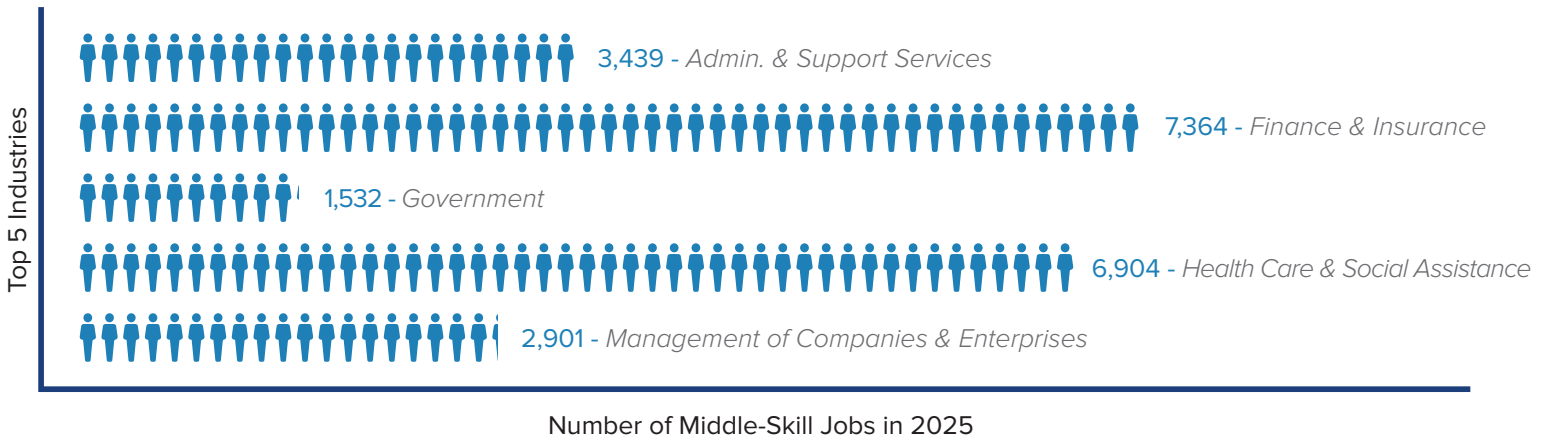 Top 5 Industries
3,439 - Admin. & Support Services
7,364 - Finance & Insurance
1,532 - Government
6,904 - Health Care & Social Assistance
2,901 - Management of Companies & Enterprises
Number of Middle-Skill Jobs in 2025